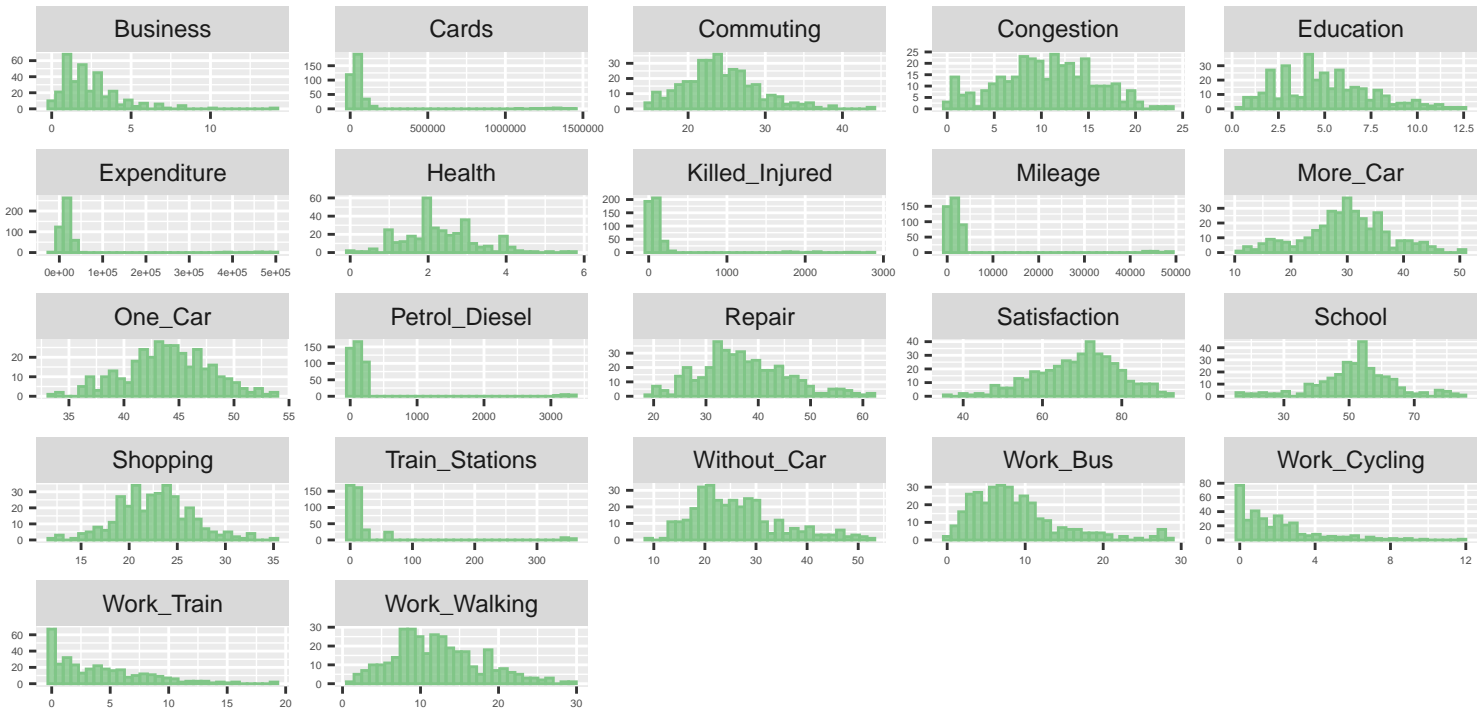 Business Cards Commuting Congestion Education
60 40 20 0
150 100 50 0
30 20 10 0
25 20 15 10 5 0
30 20 10 0
0 5 10
0 500000 1000000 1500000
20 30 40
0 5 10 15 20 25
0.0 2.5 5.0 7.5 10.0 12.5
Expenditure Health Killed_Injured Mileage More_Car
200 100 0
60 40 20 0
200 150 100 50 0
150 100 50 0
30 20 10 0
0e+00 1e+05 2e+05 3e+05 4e+05 5e+05
0 2 4 6
0 1000 2000 3000
0 10000 20000 30000 40000 50000
10 20 30 40 50
One_Car Petrol_Diesel Repair Satisfaction School
20 10 0
150 100 50 0
30 20 10 0
40 30 20 10 0
40 30 20 10 0
35 40 45 50 55
0 1000 2000 3000
20 30 40 50 60
40 60 80
30 50 70
Shopping Train_Stations Without_Car Work_Bus Work_Cycling
30 20 10 0
150 100 50 0
30 20 10 0
30 20 10 0
80 60 40 20 0
15 20 25 30 35
0 100 200 300
10 20 30 40 50
0 10 20 30
0 4 8 12
Work_Train Work_Walking
60 40 20 0
30 20 10 0
0 5 10 15 20
0 10 20 30